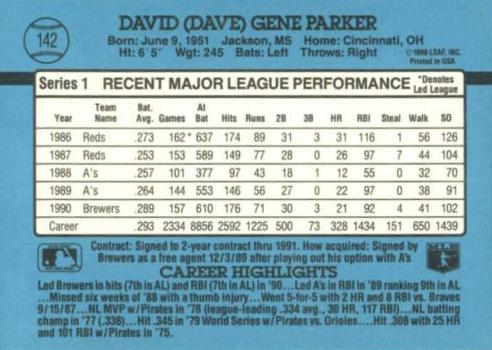 142
DAVID (DAVE) GENE PARKER
Born: June 9, 1951 Jackson, MS Home: Cincinnati, OH
Ht: 6'5" Wgt: 245 Bats: Left Throws: Right
© 1990 LEAF, INC.
Printed in USA
Series 1 RECENT MAJOR LEAGUE PERFORMANCE *Denotes Led League
Year Team Name Bat. Avg. Games At Bat Hits Runs 2B 3B HR RBI Steal Walk SO
1986 Reds .273 162* 637 174 89 31 3 31 116 1 56 126
1987 Reds .253 153 589 149 77 28 0 26 97 7 44 104
1988 A's .257 101 377 97 43 18 1 12 55 0 32 70
1989 A's .264 144 553 146 56 27 0 22 97 0 38 91
1990 Brewers .289 157 610 176 71 30 3 21 92 4 41 102
Career .293 2334 8856 2592 1225 500 73 328 1434 151 650 1439
Contract: Signed to 2-year contract thru 1991. How acquired: Signed by
Brewers as a free agent 12/3/89 after playing out his option with A's
CAREER HIGHLIGHTS
Led Brewers in hits (7th in AL) and RBI (7th in AL) in '90...Led A's in RBI in '89 ranking 9th in AL
...Missed six weeks of '88 with a thumb injury...Went 5-for-5 with 2 HR and 8 RBI vs. Braves
9/15/87...NL MVP w/Pirates in '78 (league-leading .334 avg., 30 HR, 117 RBI)...NL batting
champ in '77 (.338)...Hit .345 in '79 World Series w/Pirates vs. Orioles...Hit .308 with 25 HR
and 101 RBI w/Pirates in '75.